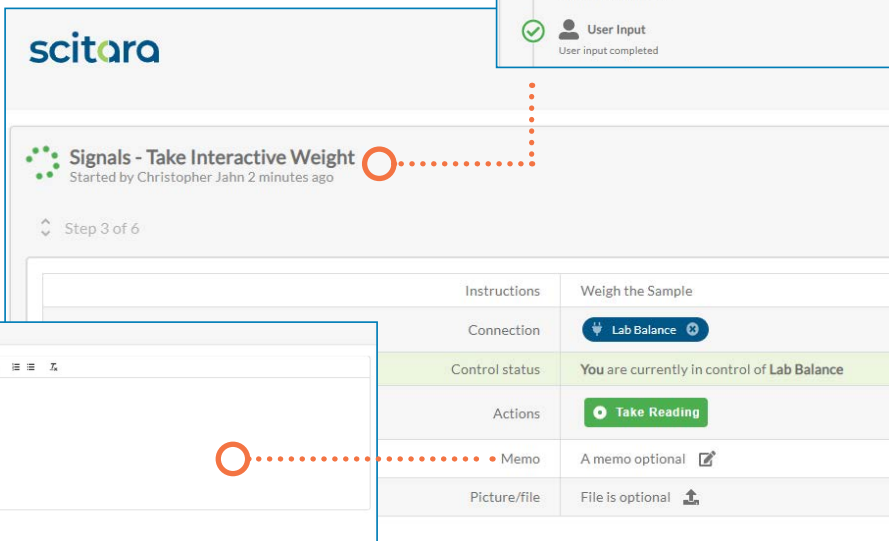 User Input
User input completed
scitara
Signals - Take Interactive Weight
Started by Christopher Jahn 2 minutes ago
Step 3 of 6
Instructions Weigh the Sample
Connection Lab Balance
Control status You are currently in control of Lab Balance
Actions Take Reading
Memo A memo optional
Picture/file File is optional